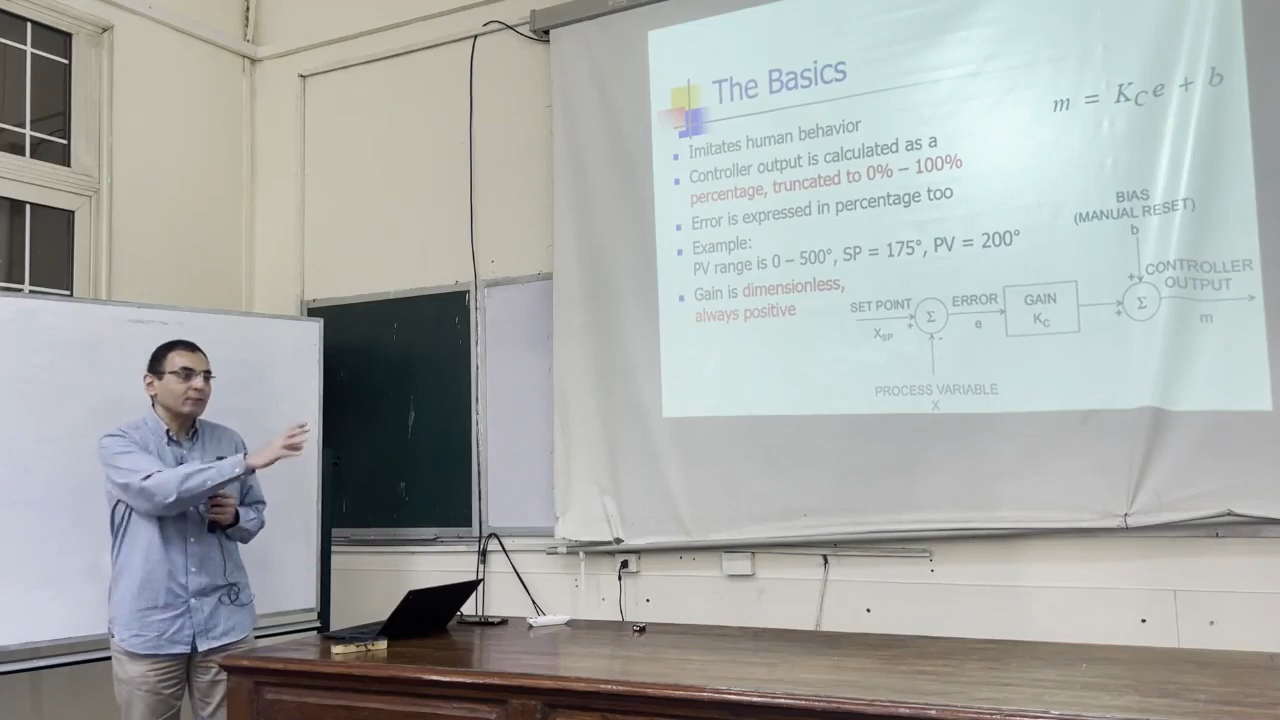 The Basics
m = K_C e + b
Imitates human behavior
Controller output is calculated as a
percentage, truncated to 0% – 100%
Error is expressed in percentage too
Example:
PV range is 0 – 500°, SP = 175°, PV = 200°
Gain is dimensionless,
always positive
BIAS
(MANUAL RESET)
b
SET POINT
X_SP
+
-
Σ
ERROR
e
GAIN
K_C
+
+
Σ
CONTROLLER
OUTPUT
m
PROCESS VARIABLE
X